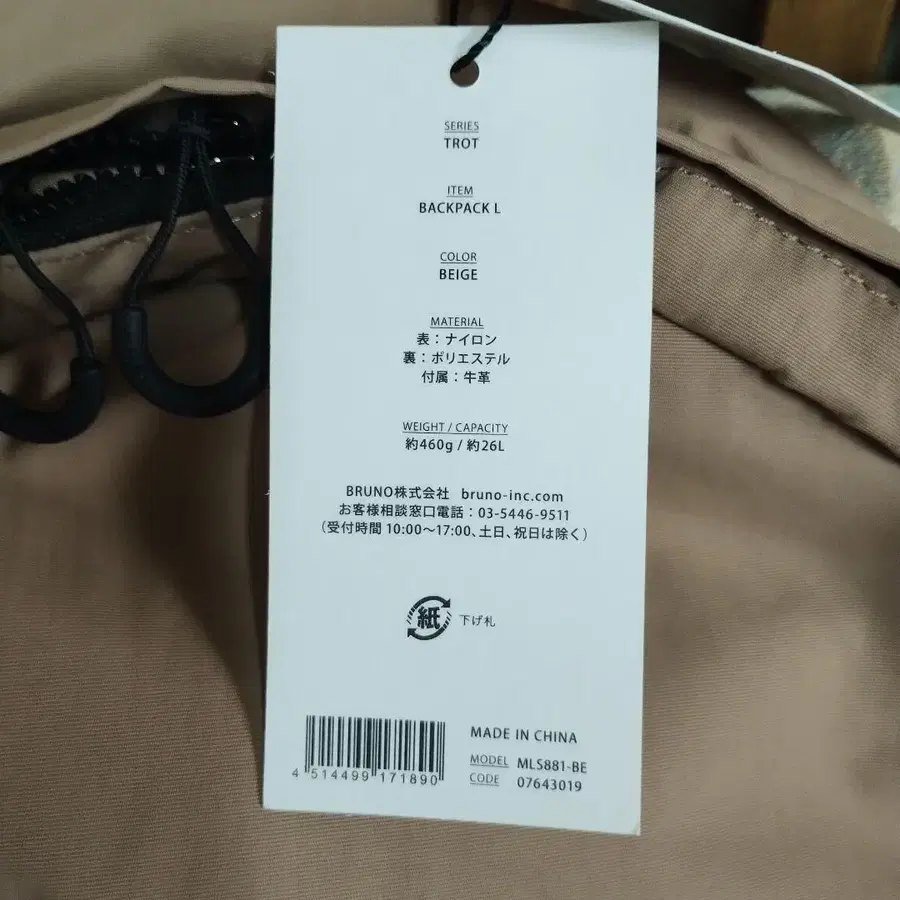 SERIES
TROT
ITEM
BACKPACK L
COLOR
BEIGE
MATERIAL
表：ナイロン
裏：ポリエステル
付属：牛革
WEIGHT / CAPACITY
約460g / 約26L
BRUNO株式会社 bruno-inc.com
お客様相談窓口電話：03-5446-9511
（受付時間 10:00〜17:00、土日、祝日は除く）
紙 下げ札
4 514499 171890
MADE IN CHINA
MODEL MLS881-BE
CODE 07643019